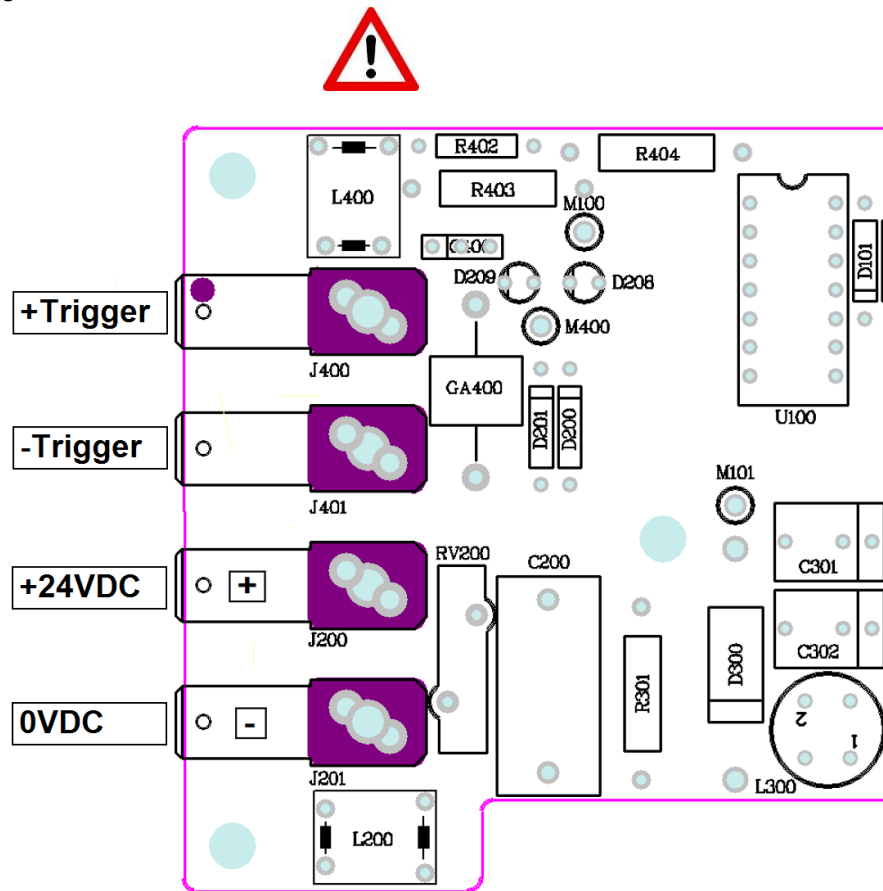 !
R402
R404
R403
L400
M100
D101
D209
D208
+Trigger
M400
J400
GA400
D201
D200
U100
-Trigger
M101
J401
RV200
C200
+24VDC
+
C301
J200
C302
R301
D300
0VDC
-
2
1
J201
L300
L200